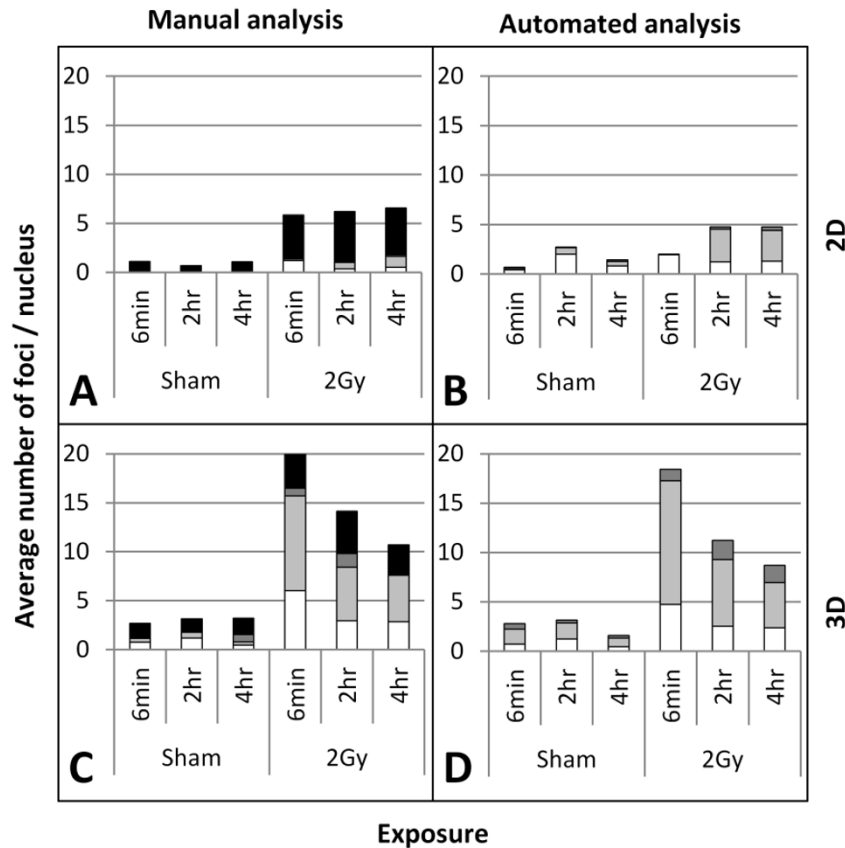 Manual analysis
Automated analysis
Average number of foci / nucleus
20
15
10
5
0
6min
2hr
4hr
6min
2hr
4hr
Sham
2Gy
A
20
15
10
5
0
6min
2hr
4hr
6min
2hr
4hr
Sham
2Gy
B
2D
20
15
10
5
0
6min
2hr
4hr
6min
2hr
4hr
Sham
2Gy
C
20
15
10
5
0
6min
2hr
4hr
6min
2hr
4hr
Sham
2Gy
D
3D
Exposure